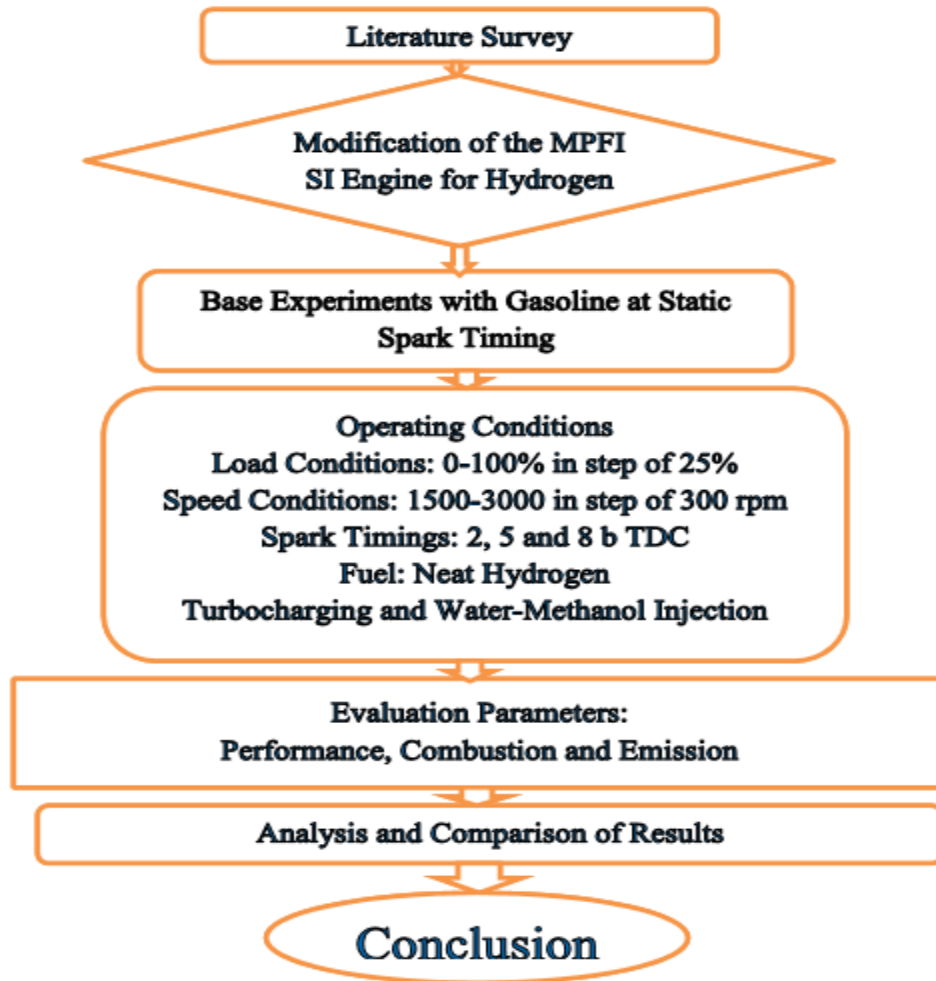 Literature Survey
Modification of the MPFI
SI Engine for Hydrogen
Base Experiments with Gasoline at Static
Spark Timing
Operating Conditions
Load Conditions: 0-100% in step of 25%
Speed Conditions: 1500-3000 in step of 300 rpm
Spark Timings: 2, 5 and 8 b TDC
Fuel: Neat Hydrogen
Turbocharging and Water-Methanol Injection
Evaluation Parameters:
Performance, Combustion and Emission
Analysis and Comparison of Results
Conclusion